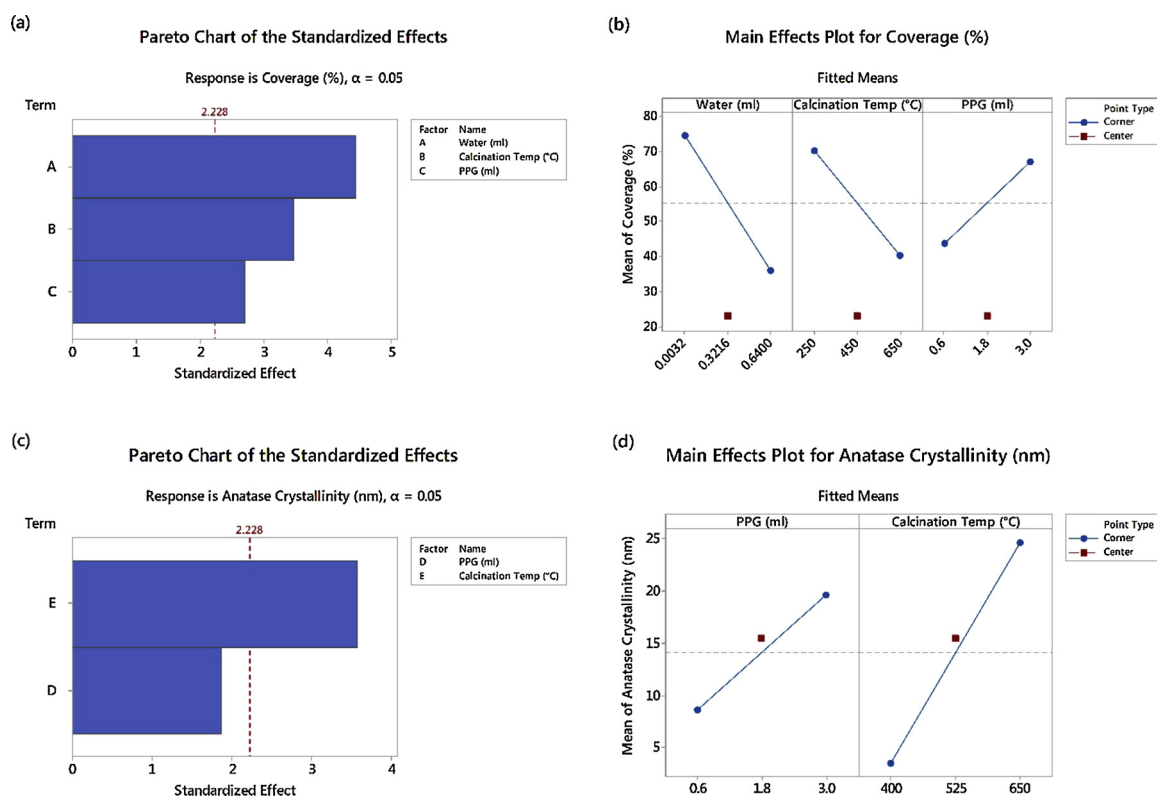 (a)
Pareto Chart of the Standardized Effects
Response is Coverage (%), α = 0.05
Term
2.228
A
B
C
0 1 2 3 4 5
Standardized Effect
Factor Name
A Water (ml)
B Calcination Temp (°C)
C PPG (ml)
(b)
Main Effects Plot for Coverage (%)
Fitted Means
Water (ml) Calcination Temp (°C) PPG (ml)
Mean of Coverage (%)
80
70
60
50
40
30
20
0.0032 0.3216 0.6400 250 450 650 0.6 1.8 3.0
Point Type
Corner
Center
(c)
Pareto Chart of the Standardized Effects
Response is Anatase Crystallinity (nm), α = 0.05
Term
2.228
E
D
0 1 2 3 4
Standardized Effect
Factor Name
D PPG (ml)
E Calcination Temp (°C)
(d)
Main Effects Plot for Anatase Crystallinity (nm)
Fitted Means
PPG (ml) Calcination Temp (°C)
Mean of Anatase Crystallinity (nm)
25
20
15
10
5
0.6 1.8 3.0 400 525 650
Point Type
Corner
Center